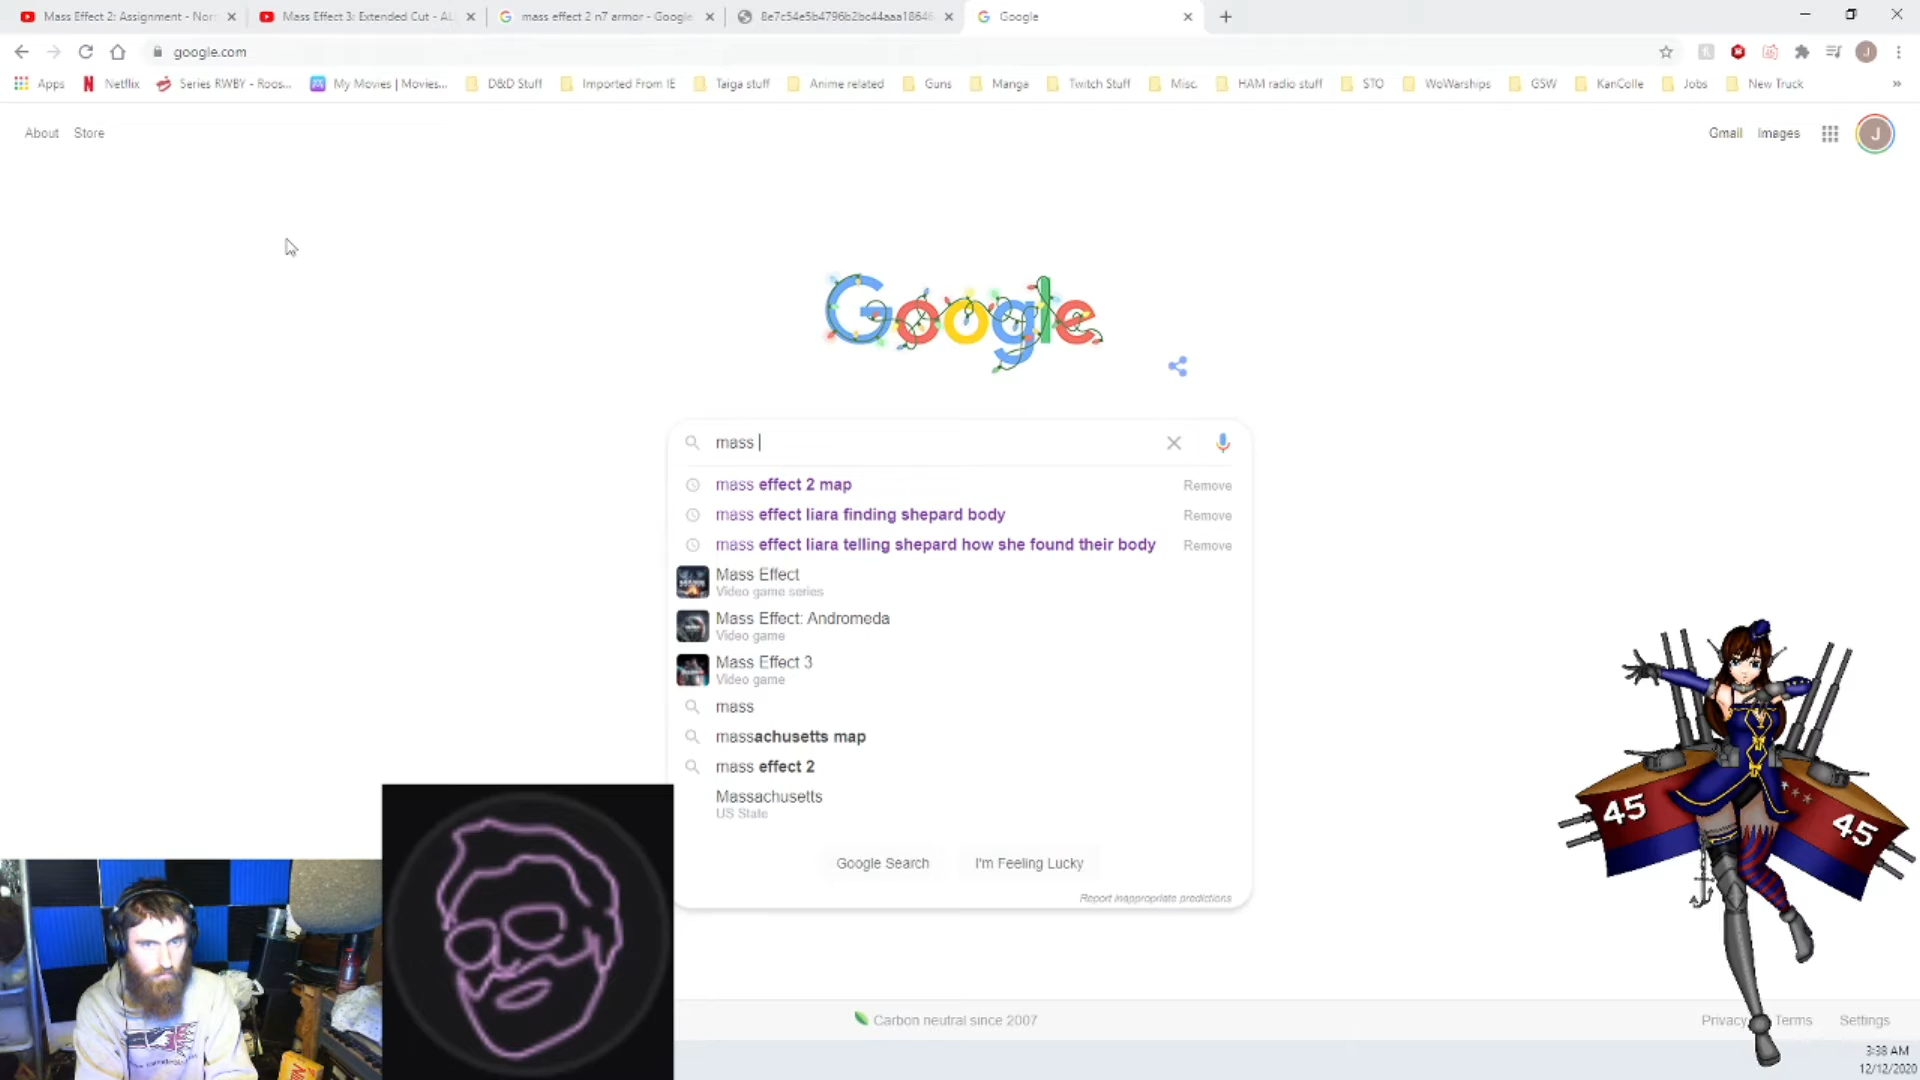 Mass Effect 2: Assignment - Nor
Mass Effect 3: Extended Cut - AL
mass effect 2 n7 armor - Google
8e7c54e5b4796b2bc44aaa18646
Google
google.com
Apps
Netflix
Series RWBY - Roos...
My Movies | Movies...
D&D Stuff
Imported From IE
Taiga stuff
Anime related
Guns
Manga
Twitch Stuff
Misc.
HAM radio stuff
STO
WoWarships
GSW
KanColle
Jobs
New Truck
»
About
Store
Gmail
Images
J
Google
mass
mass effect 2 map
Remove
mass effect liara finding shepard body
Remove
mass effect liara telling shepard how she found their body
Remove
Mass Effect
Video game series
Mass Effect: Andromeda
Video game
Mass Effect 3
Video game
mass
massachusetts map
mass effect 2
Massachusetts
US State
Google Search
I'm Feeling Lucky
Report inappropriate predictions
45
45
Carbon neutral since 2007
Privacy
Terms
Settings
3:38 AM
12/12/2020